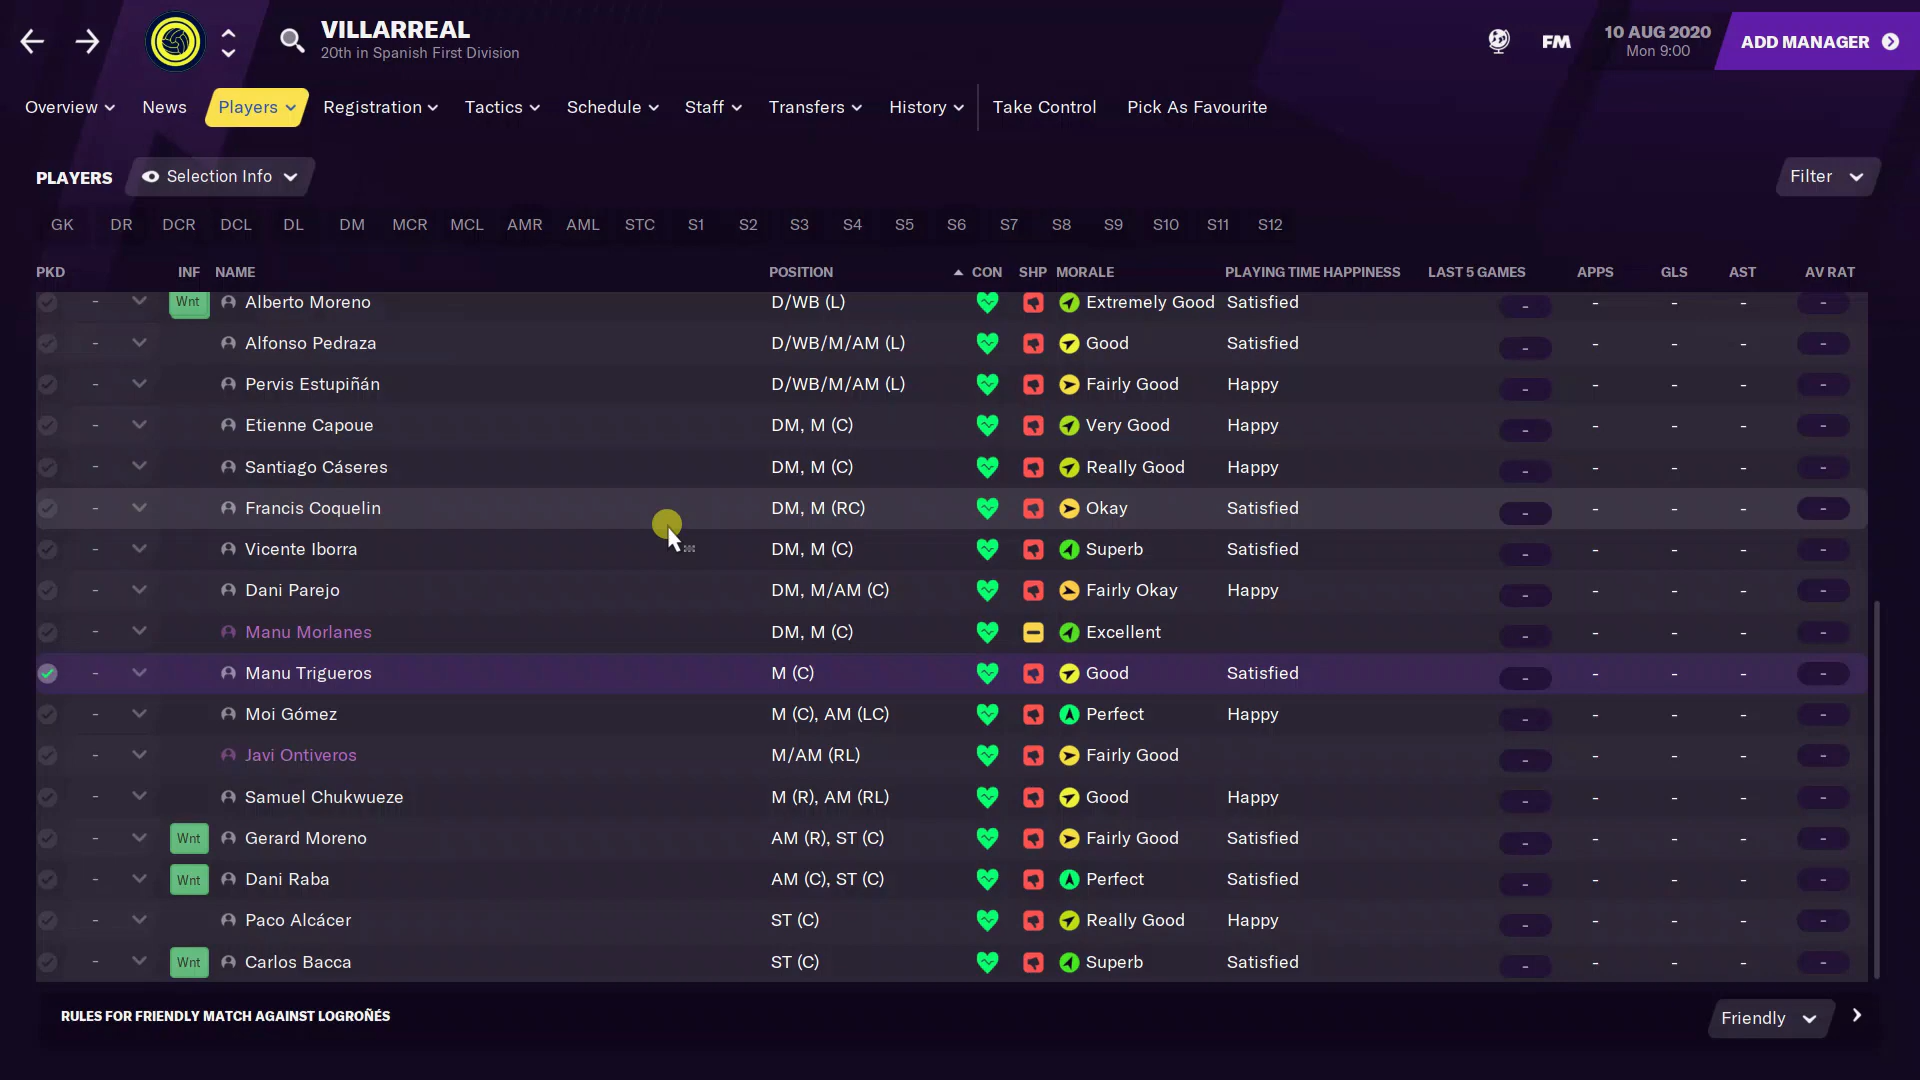 VILLARREAL
20th in Spanish First Division
FM
10 AUG 2020
Mon 9:00
ADD MANAGER
Overview News Players Registration Tactics Schedule Staff Transfers History Take Control Pick As Favourite
PLAYERS Selection Info Filter
GK DR DCR DCL DL DM MCR MCL AMR AML STC S1 S2 S3 S4 S5 S6 S7 S8 S9 S10 S11 S12
PKD INF NAME POSITION CON SHP MORALE PLAYING TIME HAPPINESS LAST 5 GAMES APPS GLS AST AV RAT
- Wnt Alberto Moreno D/WB (L) Extremely Good Satisfied - - - - -
- Alfonso Pedraza D/WB/M/AM (L) Good Satisfied - - - - -
- Pervis Estupiñán D/WB/M/AM (L) Fairly Good Happy - - - - -
- Etienne Capoue DM, M (C) Very Good Happy - - - - -
- Santiago Cáseres DM, M (C) Really Good Happy - - - - -
- Francis Coquelin DM, M (RC) Okay Satisfied - - - - -
- Vicente Iborra DM, M (C) Superb Satisfied - - - - -
- Dani Parejo DM, M/AM (C) Fairly Okay Happy - - - - -
- Manu Morlanes DM, M (C) Excellent - - - - -
- Manu Trigueros M (C) Good Satisfied - - - - -
- Moi Gómez M (C), AM (LC) Perfect Happy - - - - -
- Javi Ontiveros M/AM (RL) Fairly Good - - - - -
- Samuel Chukwueze M (R), AM (RL) Good Happy - - - - -
- Wnt Gerard Moreno AM (R), ST (C) Fairly Good Satisfied - - - - -
- Wnt Dani Raba AM (C), ST (C) Perfect Satisfied - - - - -
- Paco Alcácer ST (C) Really Good Happy - - - - -
- Wnt Carlos Bacca ST (C) Superb Satisfied - - - - -
RULES FOR FRIENDLY MATCH AGAINST LOGROÑÉS Friendly